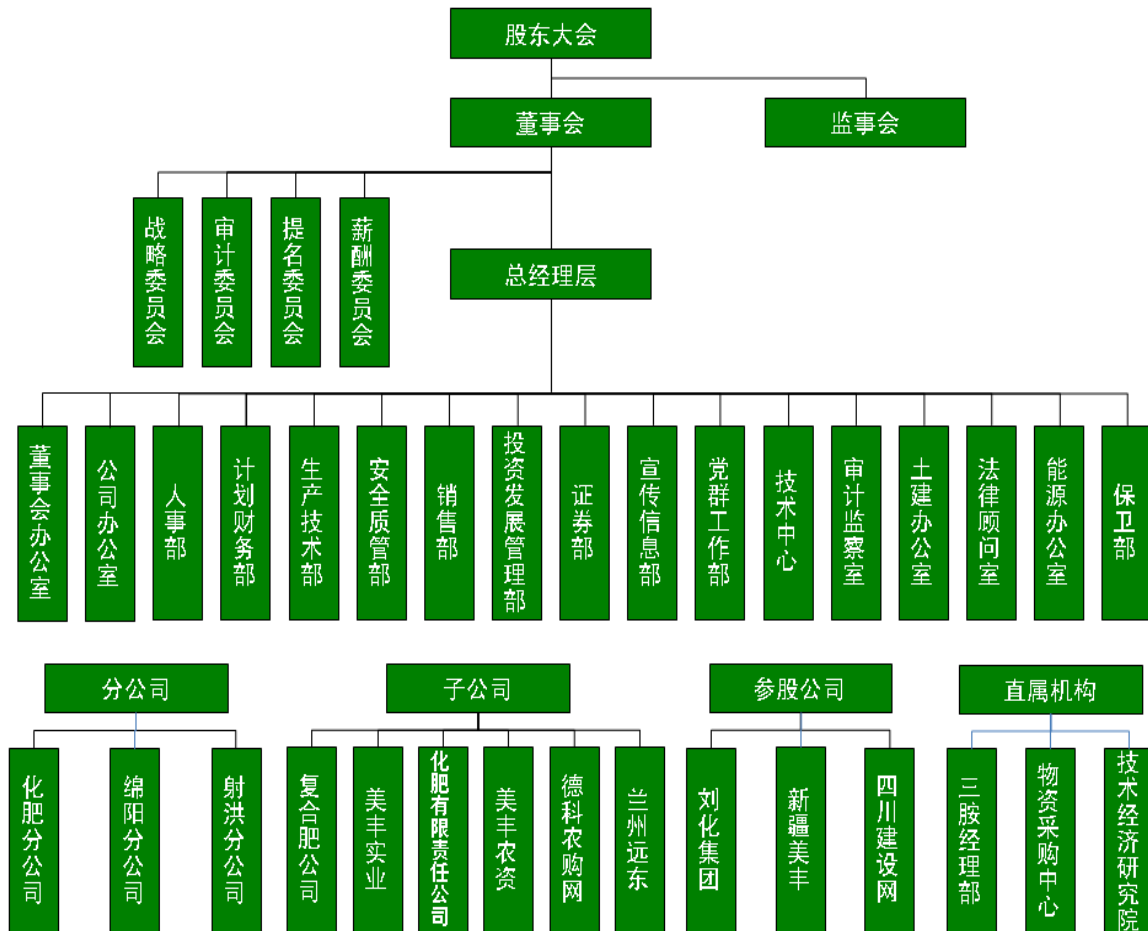 股东大会
董事会
监事会
战略委员会
审计委员会
提名委员会
薪酬委员会
总经理层
董事会办公室
公司办公室
人事部
计划财务部
生产技术部
安全质管部
销售部
投资发展管理部
证券部
宣传信息部
党群工作部
技术中心
审计监察室
土建办公室
法律顾问室
能源办公室
保卫部
分公司
子公司
参股公司
直属机构
化肥分公司
绵阳分公司
射洪分公司
复合肥公司
美丰实业
化肥有限责任公司
美丰农资
德科农购网
兰州远东
刘化集团
新疆美丰
四川建设网
三胺经理部
物资采购中心
技术经济研究院